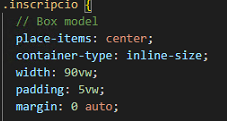 .inscripcio {
// Box model
place-items: center;
container-type: inline-size;
width: 90vw;
padding: 5vw;
margin: 0 auto;